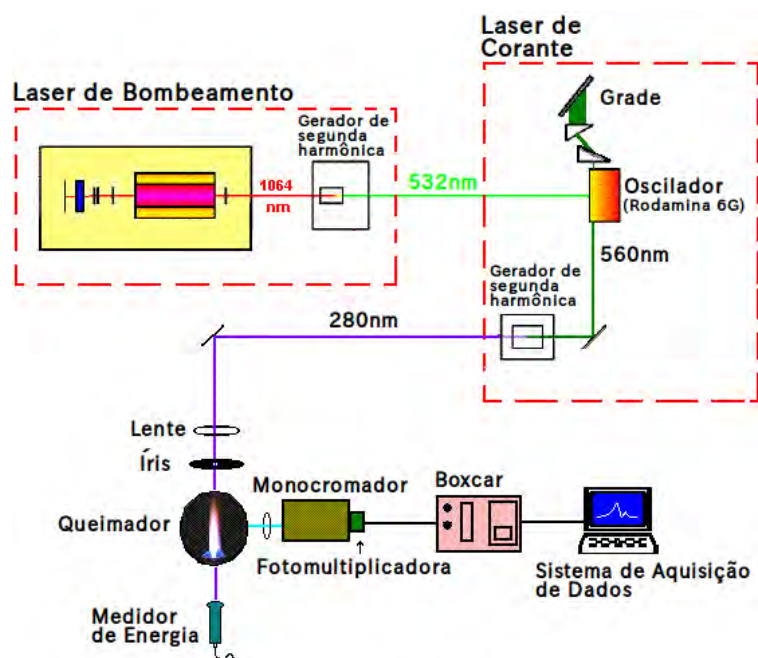 Laser de
Corante
Laser de Bombeamento
Grade
Gerador de
segunda
harmônica
1064
nm
532nm
Oscilador
(Rodamina 6G)
560nm
Gerador de
segunda
harmônica
280nm
Lente
Íris
Monocromador
Boxcar
Queimador
Fotomultiplicadora
Sistema de Aquisição
de Dados
Medidor
de Energia